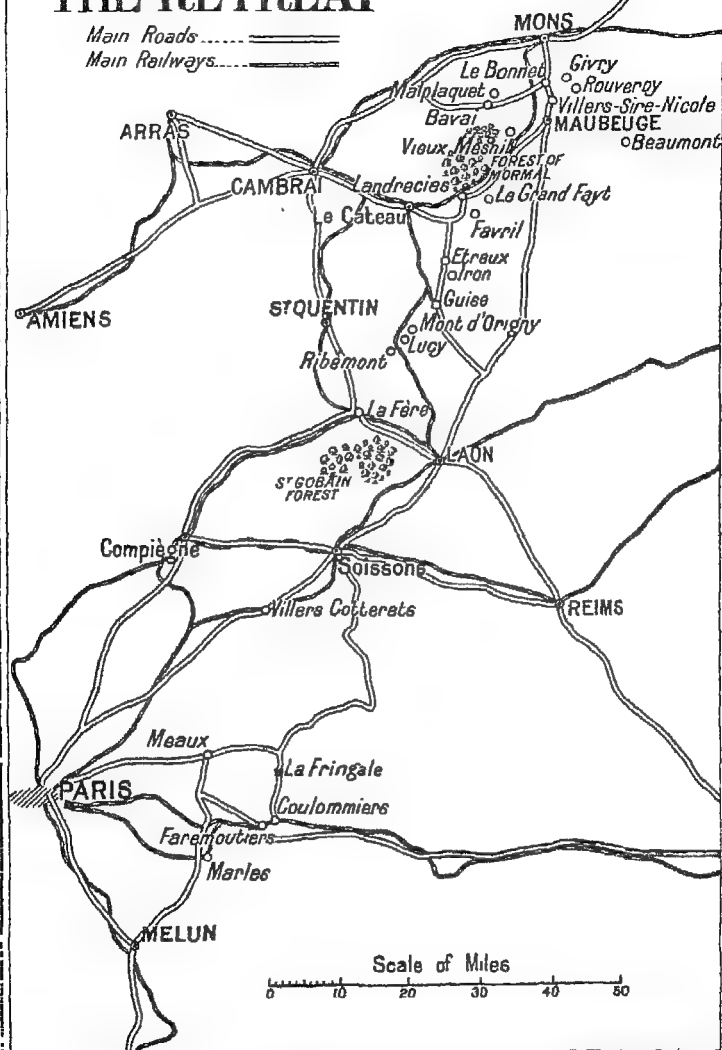 THE RETREAT
Main Roads
Main Railways
MONS
Le Bonnet
Givry
Rouveroy
Malplaquet
Villers-Sire-Nicole
Bavai
MAUBEUGE
ARRAS
Vieux Mesnil
Beaumont
FOREST OF
MORMAL
CAMBRAI
Landrecies
Le Grand Fayt
Le Cateau
Favril
Etreux
Iron
Guise
AMIENS
ST QUENTIN
Mont d'Origny
Lucy
Ribemont
La Fère
LAON
ST GOBAIN
FOREST
Compiègne
Soissons
Villers Cotterets
REIMS
Meaux
La Fringale
PARIS
Coulommiers
Faremoutiers
Marles
MELUN
Scale of Miles
0 10 20 30 40 50